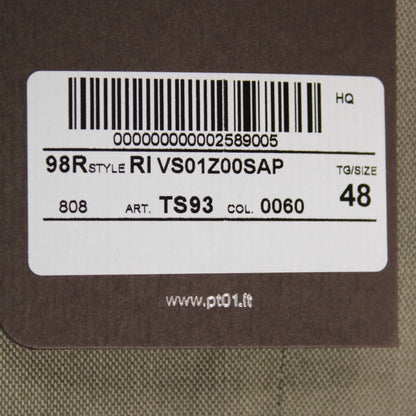 HQ
000000000002589005
98R STYLE RI VS01Z00SAP TG/SIZE
808 ART. TS93 COL. 0060 48
www.pt01.it